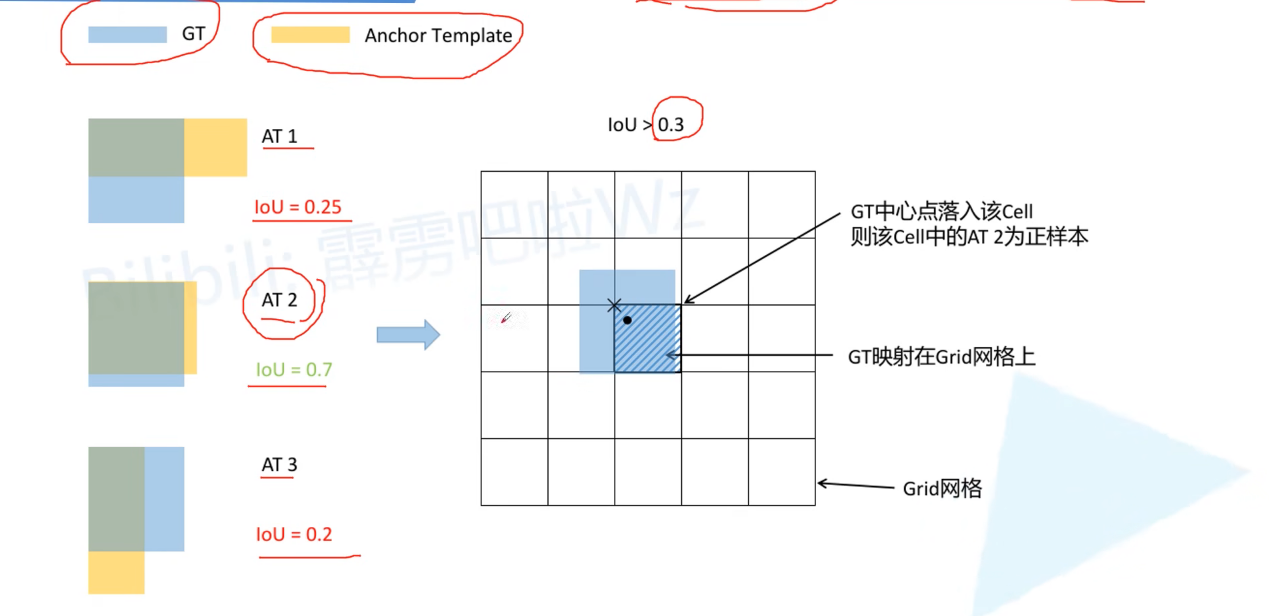 GT
Anchor Template
IoU > 0.3
AT 1
IoU = 0.25
AT 2
IoU = 0.7
AT 3
IoU = 0.2
GT中心点落入该Cell
则该Cell中的AT 2为正样本
GT映射在Grid网格上
Grid网格
Bilibili: 霹雳吧啦Wz